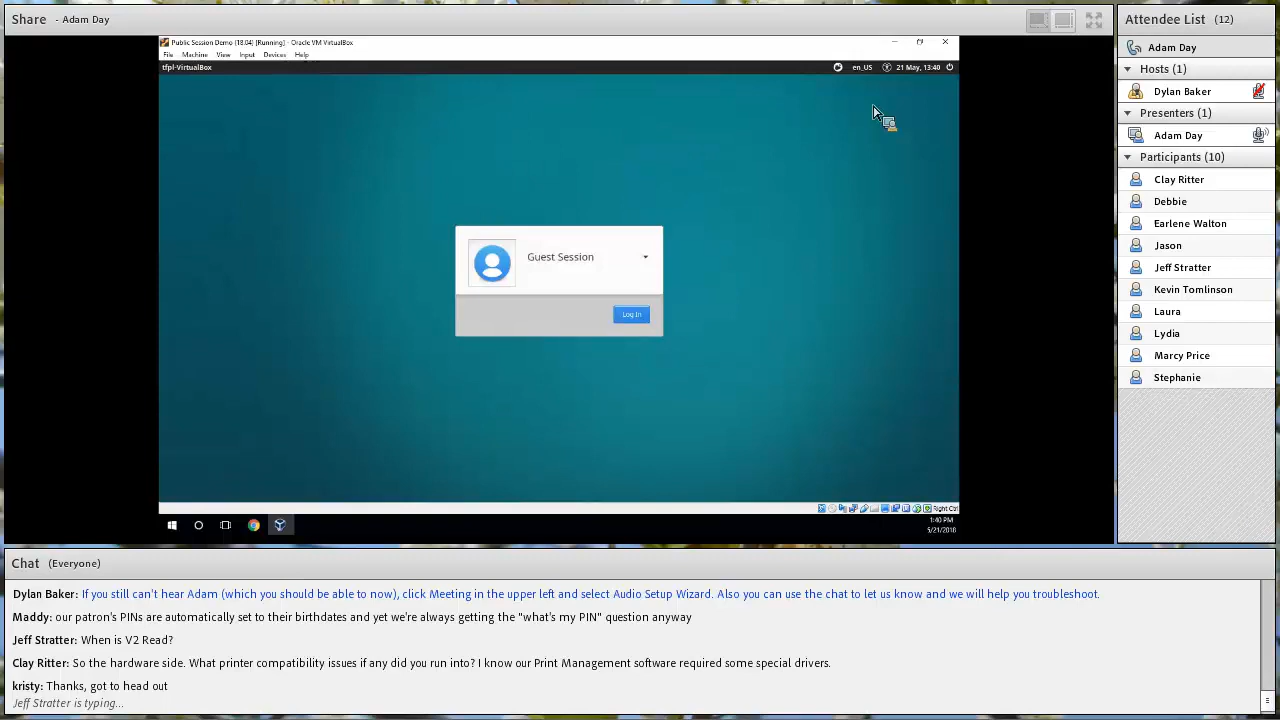 Share - Adam Day
Public Session Demo (18.04) [Running] - Oracle VM VirtualBox
File Machine View Input Devices Help
tfpl-VirtualBox
en_US
21 May, 13:40
Guest Session
Log In
Right Ctrl
1:40 PM
5/21/2018
Attendee List (12)
Adam Day
Hosts (1)
Dylan Baker
Presenters (1)
Adam Day
Participants (10)
Clay Ritter
Debbie
Earlene Walton
Jason
Jeff Stratter
Kevin Tomlinson
Laura
Lydia
Marcy Price
Stephanie
Chat (Everyone)
Dylan Baker: If you still can't hear Adam (which you should be able to now), click Meeting in the upper left and select Audio Setup Wizard. Also you can use the chat to let us know and we will help you troubleshoot.
Maddy: our patron's PINs are automatically set to their birthdates and yet we're always getting the "what's my PIN" question anyway
Jeff Stratter: When is V2 Read?
Clay Ritter: So the hardware side. What printer compatibility issues if any did you run into? I know our Print Management software required some special drivers.
kristy: Thanks, got to head out
Jeff Stratter is typing...